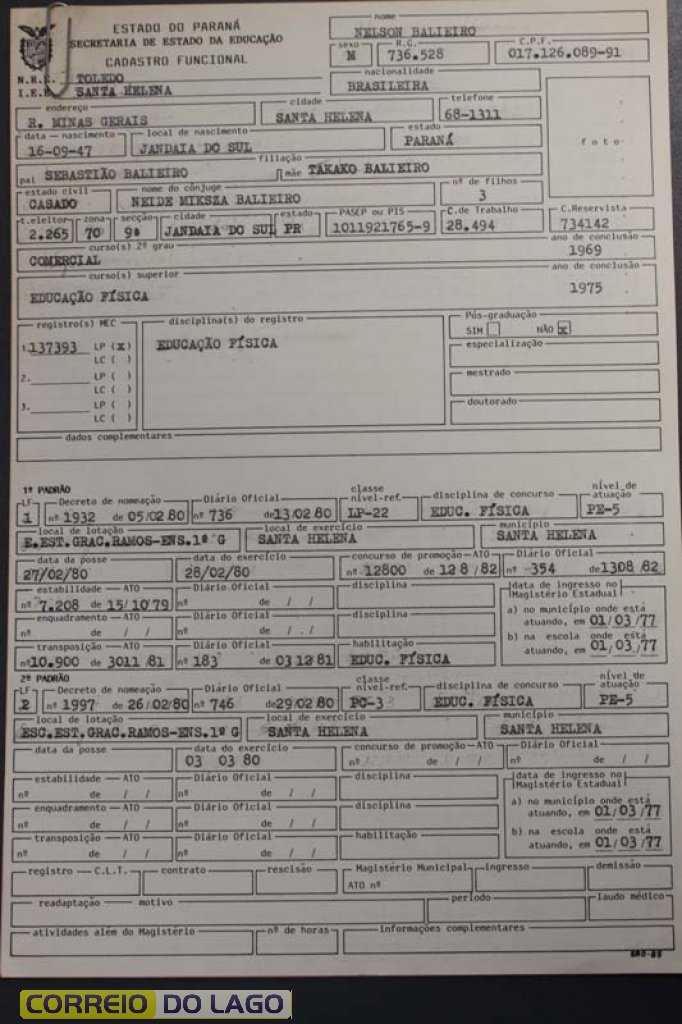 ESTADO DO PARANÁ
SECRETARIA DE ESTADO DA EDUCAÇÃO
CADASTRO FUNCIONAL
nome
NELSON BALIEIRO
sexo R.G. C.P.F.
M 736.528 017.126.089-91
N.R.E. TOLEDO
I.E. SANTA HELENA
nacionalidade
BRASILEIRA
endereço cidade telefone
R. MINAS GERAIS SANTA HELENA 68-1311
data - nascimento local de nascimento estado
16-09-47 JANDAIA DO SUL PARANÁ
foto
filiação
pai SEBASTIÃO BALIEIRO mãe TAKAKO BALIEIRO
estado civil nome do cônjuge nº de filhos
CASADO NEIDE MIKSZA BALIEIRO 3
t.eleitor zona secção cidade estado PASEP ou PIS C.de Trabalho C.Reservista
2.265 70 9ª JANDAIA DO SUL PR 1011921765-9 28.494 734142
curso(s) 2º grau ano de conclusão
COMERCIAL 1969
curso(s) superior ano de conclusão
EDUCAÇÃO FÍSICA 1975
registro(s) MEC disciplina(s) do registro Pós-graduação
SIM NÃO x
1. 137393 LP (x) EDUCAÇÃO FÍSICA
LC ( )
especialização
2. LP ( )
LC ( )
mestrado
3. LP ( )
LC ( )
doutorado
dados complementares
1º PADRÃO
LF Decreto de nomeação Diário Oficial classe nível-ref. disciplina de concurso nível de atuação
1 nº 1932 de 05/02 80 nº 736 de 13/02 80 LP-22 EDUC. FÍSICA PE-5
local de lotação local de exercício município
E.EST.GRAC.RAMOS-ENS.1º G SANTA HELENA SANTA HELENA
data da posse data do exercício concurso de promoção-ATO Diário Oficial
27/02/80 28/02/80 nº 12800 de 12 8 / 82 nº 354 de 1308 /82
estabilidade - ATO Diário Oficial disciplina data de ingresso no Magistério Estadual
nº 7.208 de 15/10 79 nº de / /
a) no município onde está atuando, em 01/03/77
enquadramento - ATO Diário Oficial disciplina
nº de / / nº de / /
b) na escola onde está atuando, em 01/03/77
transposição - ATO Diário Oficial habilitação
nº 10.900 de 3011/81 nº 183 de 03 12 81 EDUC. FÍSICA
2º PADRÃO
LF Decreto de nomeação Diário Oficial classe nível-ref. disciplina de concurso nível de atuação
2 nº 1997 de 26/02/80 nº 746 de 29/02 80 PC-3 EDUC. FÍSICA PE-5
local de lotação local de exercício município
ESC.EST.GRAC.RAMOS-ENS.1º G SANTA HELENA SANTA HELENA
data da posse data do exercício concurso de promoção-ATO Diário Oficial
03 03 80 nº de / / nº de / /
estabilidade - ATO Diário Oficial disciplina data de ingresso no Magistério Estadual
nº de / / nº de / /
a) no município onde está atuando, em 01/03/77
enquadramento - ATO Diário Oficial disciplina
nº de / / nº de / /
b) na escola onde está atuando, em 01/03/77
transposição - ATO Diário Oficial habilitação
nº de / / nº de / /
registro - C.L.T. contrato rescisão Magistério Municipal ingresso demissão
ATO nº
readaptação - motivo período laudo médico
atividades além do Magistério nº de horas informações complementares
CORREIO DO LAGO